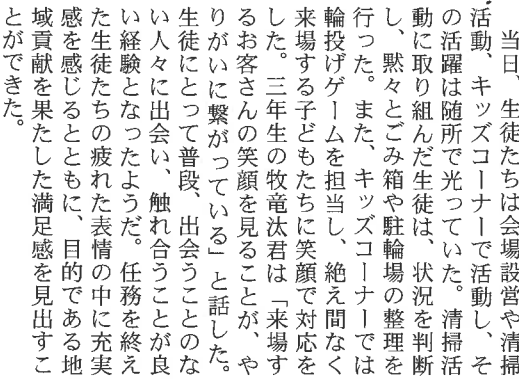 当日、生徒たちは会場設営や清掃
活動、キッズコーナーで活動し、そ
の活躍は随所で光っていた。清掃活
動に取り組んだ生徒は、状況を判断
し、黙々とごみ箱や駐輪場の整理を
行った。また、キッズコーナーでは
輪投げゲームを担当し、絶え間なく
来場する子どもたちに笑顔で対応を
した。三年生の牧竜汰君は「来場す
るお客さんの笑顔を見ることが、や
りがいに繋がっている」と話した。
生徒にとって普段、出会うことのな
い人々に出会い、触れ合うことが良
い経験となったようだ。任務を終え
た生徒たちの疲れた表情の中に充実
感を感じるとともに、目的である地
域貢献を果たした満足感を見出すこ
とができた。